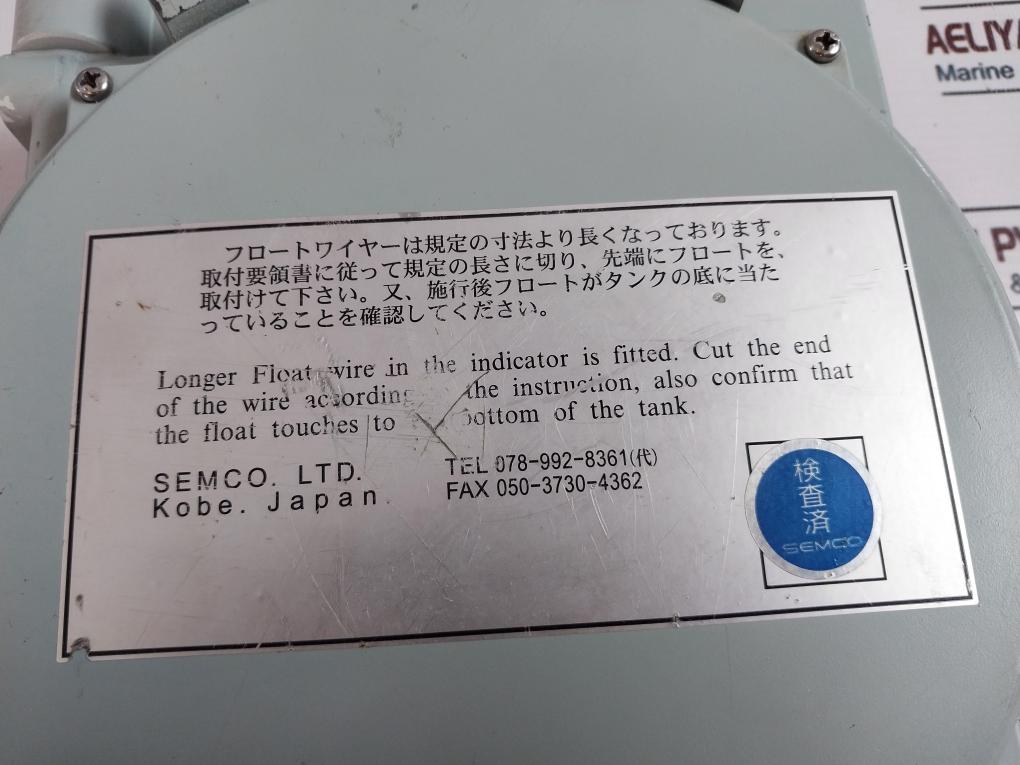 AELIYA
Marine
フロートワイヤーは規定の寸法より長くなっております。
取付要領書に従って規定の長さに切り、先端にフロートを、
取付けて下さい。又、施行後フロートがタンクの底に当た
っていることを確認してください。
Longer Float wire in the indicator is fitted. Cut the end
of the wire according the instruction, also confirm that
the float touches to bottom of the tank.
SEMCO. LTD.
Kobe. Japan
TEL 078-992-8361(代)
FAX 050-3730-4362
検査済
SEMCO
&